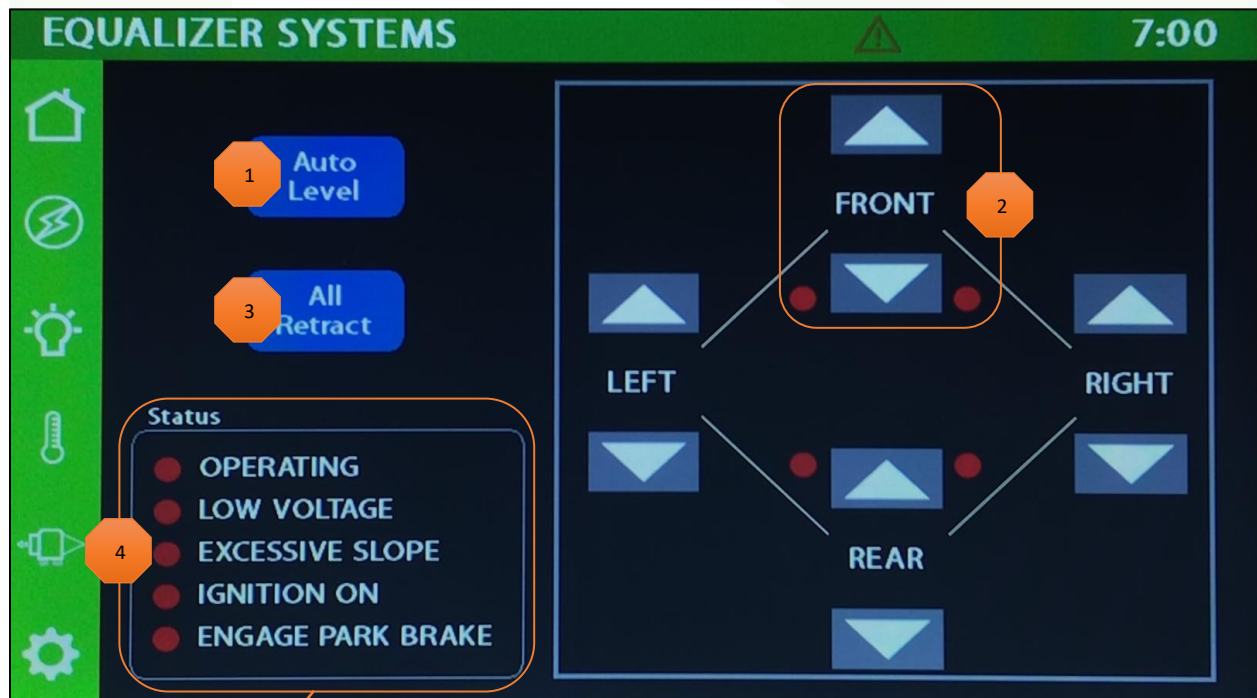 EQUALIZER SYSTEMS
7:00
1
Auto
Level
2
FRONT
3
All
Retract
LEFT
RIGHT
Status
OPERATING
LOW VOLTAGE
4
EXCESSIVE SLOPE
REAR
IGNITION ON
ENGAGE PARK BRAKE